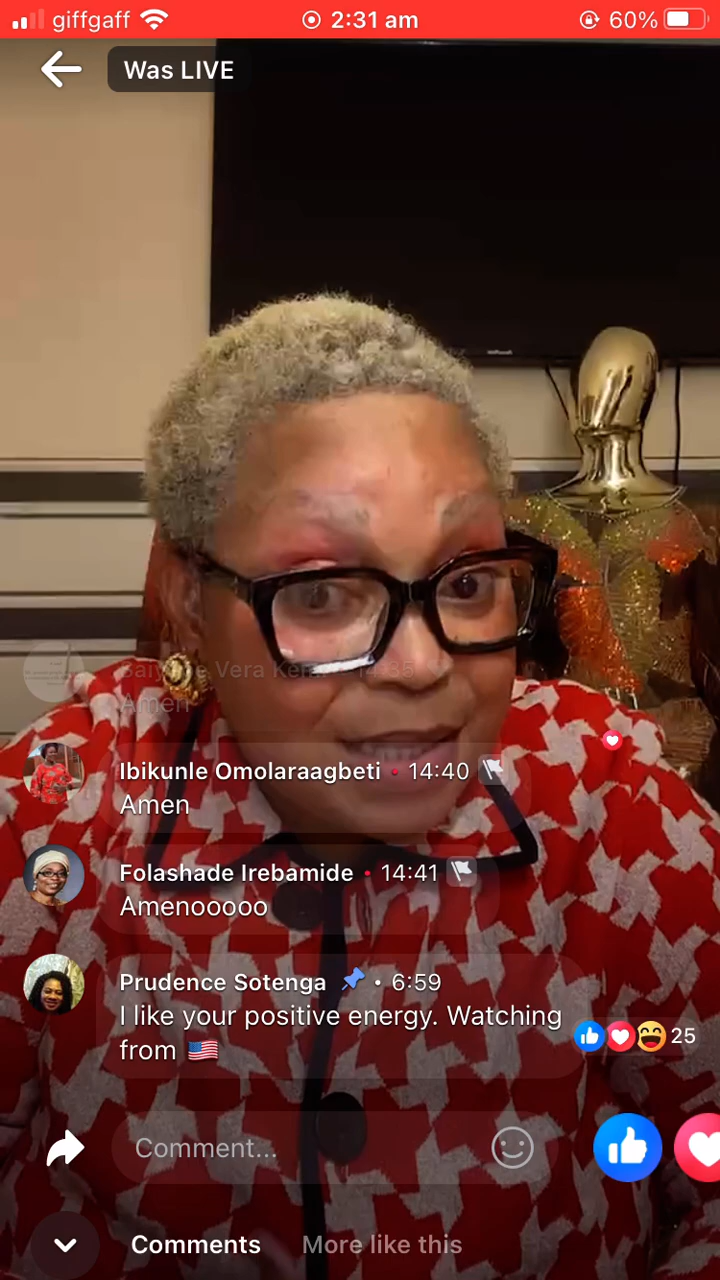 giffgaff 2:31 am 60%
Was LIVE
Vera
Amen
Ibikunle Omolaraagbeti • 14:40
Amen
Folashade Irebamide • 14:41
Amenooooo
Prudence Sotenga • 6:59
I like your positive energy. Watching
from 🇺🇸
25
Comment...
Comments More like this